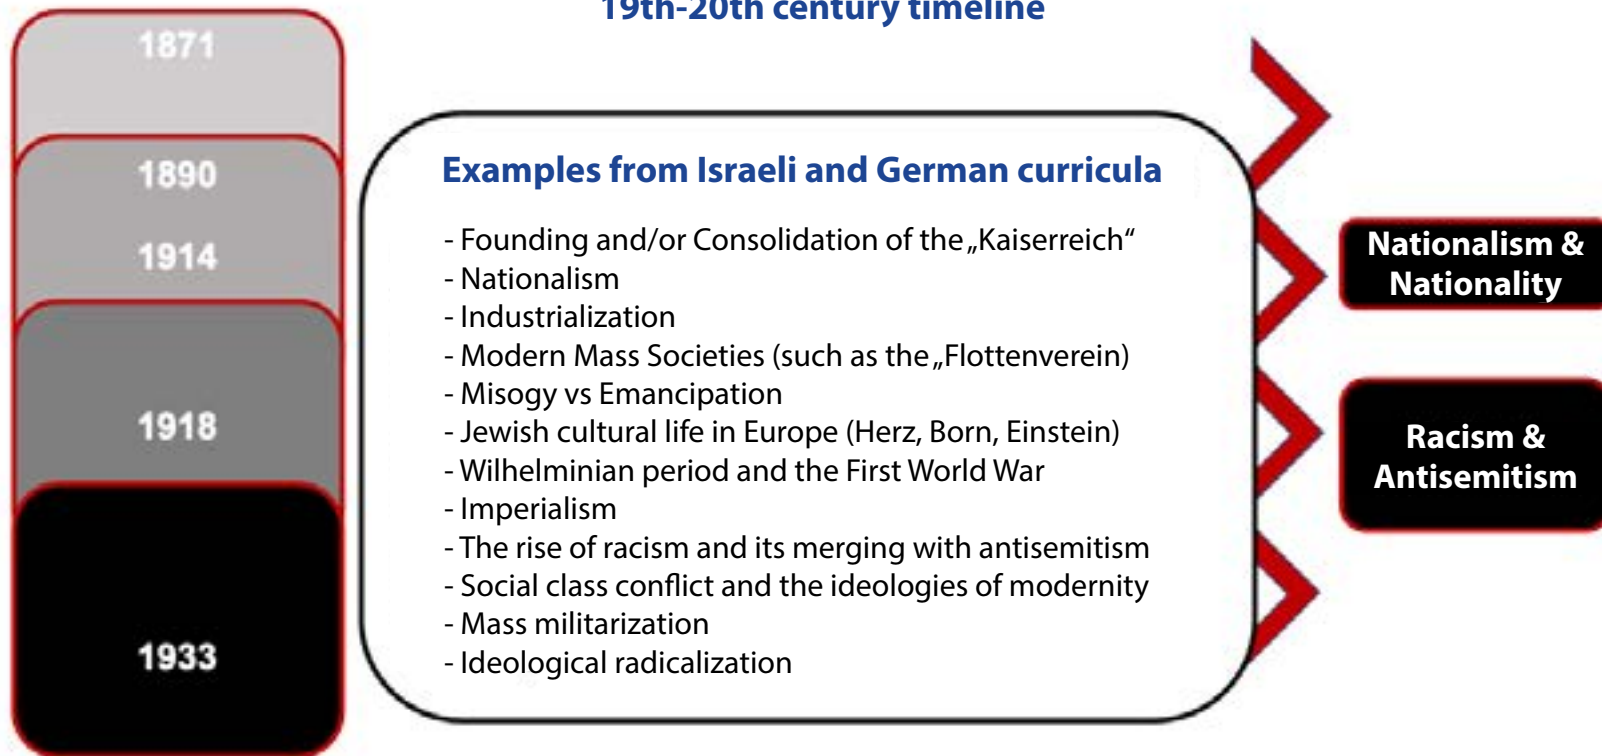 19th-20th century timeline
1871
1890
1914
1918
1933
Examples from Israeli and German curricula
- Founding and/or Consolidation of the „Kaiserreich“
- Nationalism
- Industrialization
- Modern Mass Societies (such as the „Flottenverein)
- Misogy vs Emancipation
- Jewish cultural life in Europe (Herz, Born, Einstein)
- Wilhelminian period and the First World War
- Imperialism
- The rise of racism and its merging with antisemitism
- Social class conflict and the ideologies of modernity
- Mass militarization
- Ideological radicalization
Nationalism &
Nationality
Racism &
Antisemitism